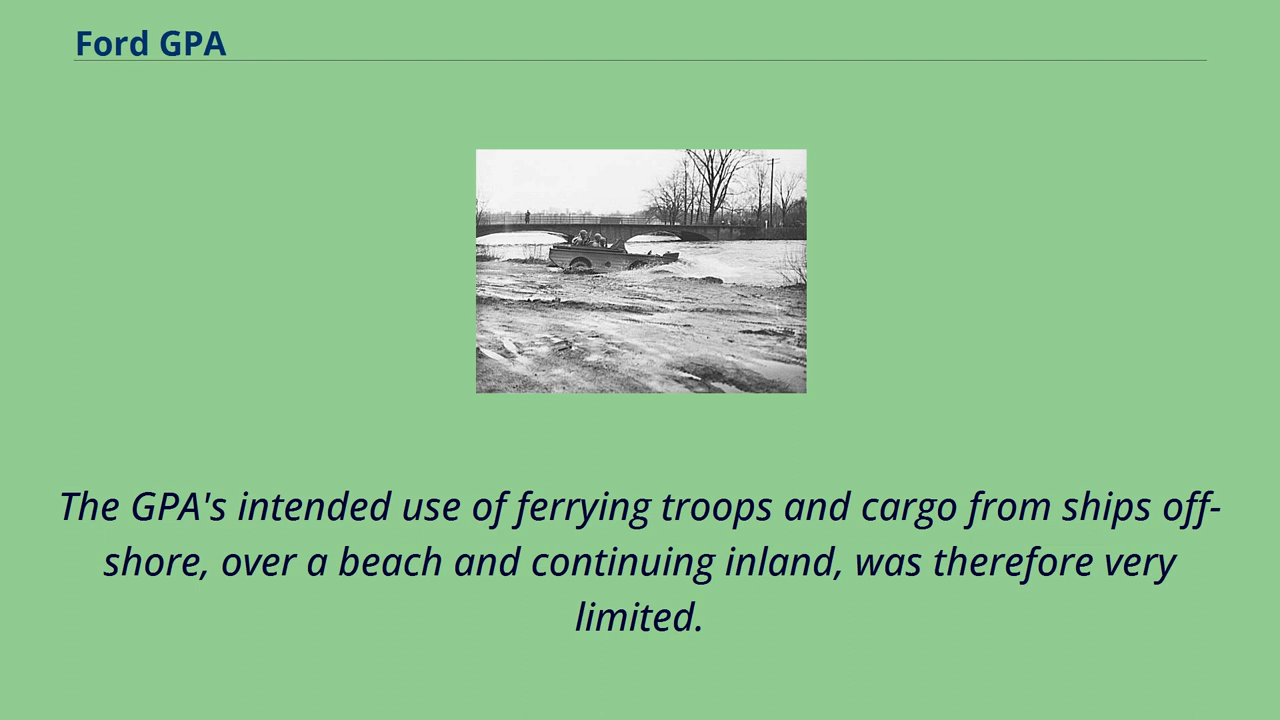 Ford GPA
The GPA's intended use of ferrying troops and cargo from ships off-
shore, over a beach and continuing inland, was therefore very
limited.